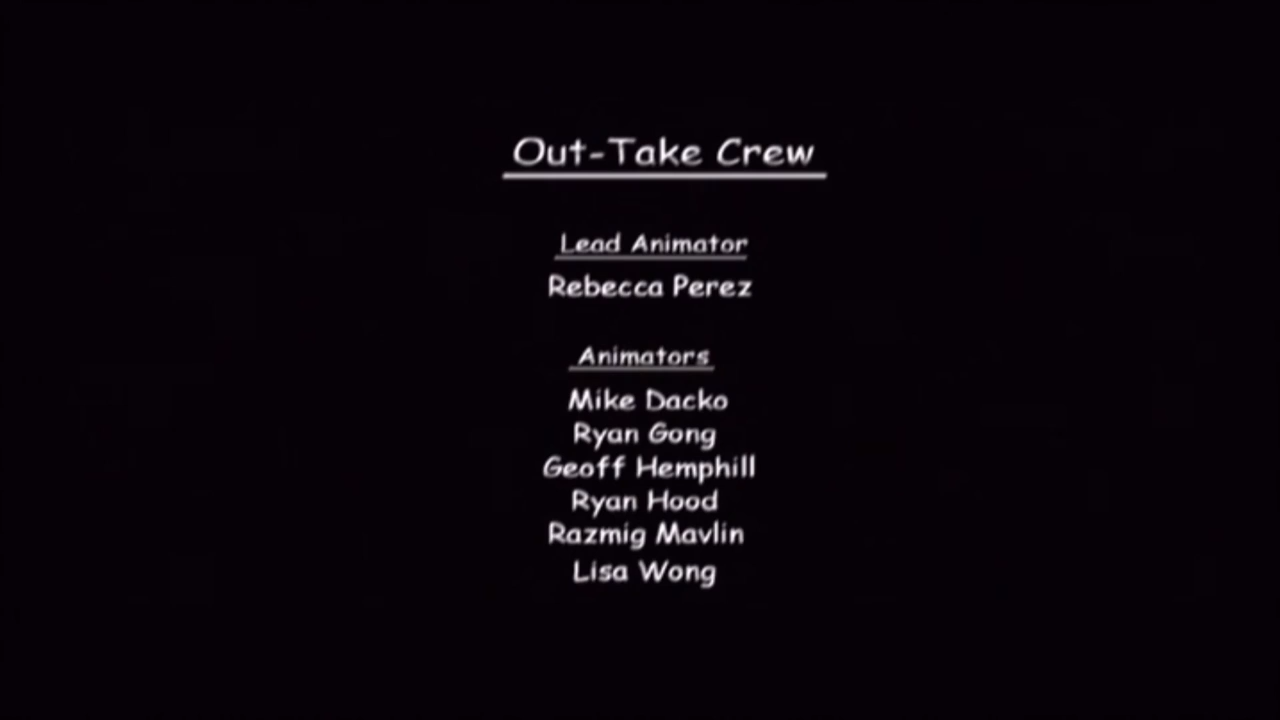 Out-Take Crew
Lead Animator
Rebecca Perez
Animators
Mike Dacko
Ryan Gong
Geoff Hemphill
Ryan Hood
Razmig Mavlin
Lisa Wong